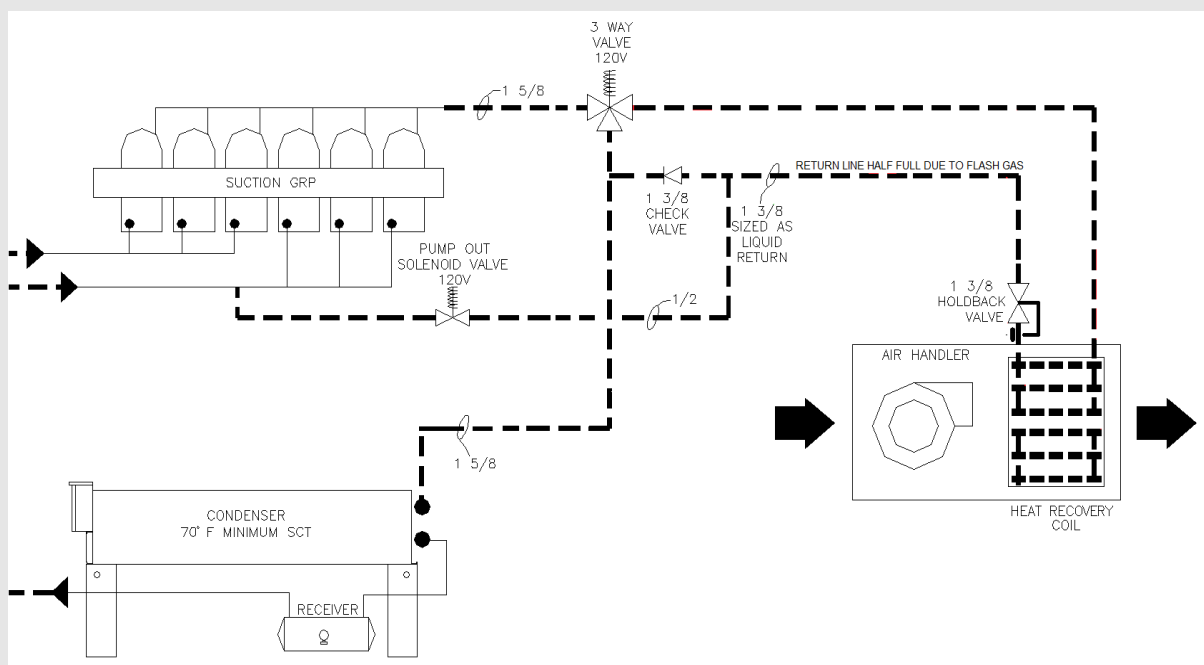 3 WAY
VALVE
120V
1 5/8
RETURN LINE HALF FULL DUE TO FLASH GAS
SUCTION GRP
1 3/8
CHECK
VALVE
1 3/8
SIZED AS
LIQUID
RETURN
PUMP OUT
SOLENOID VALVE
120V
1/2
1 3/8
HOLDBACK
VALVE
AIR HANDLER
1 5/8
CONDENSER
70° F MINIMUM SCT
HEAT RECOVERY
COIL
RECEIVER